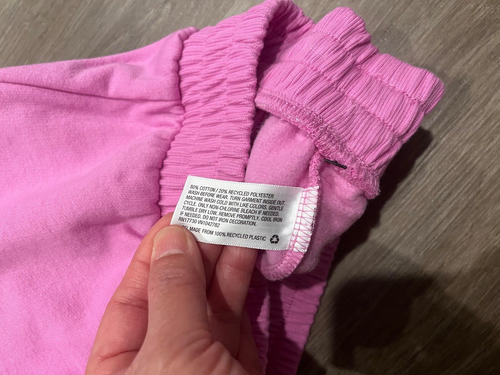 80% COTTON / 20% RECYCLED POLYESTER
WASH BEFORE WEAR, TURN GARMENT INSIDE OUT,
MACHINE WASH COLD WITH LIKE COLORS, GENTLE
CYCLE. ONLY NON-CHLORINE BLEACH IF NEEDED.
TUMBLE DRY LOW. REMOVE PROMPTLY. COOL IRON
IF NEEDED. DO NOT IRON DECORATION.
RN17730 VN1042782
MADE FROM 100% RECYCLED PLASTIC